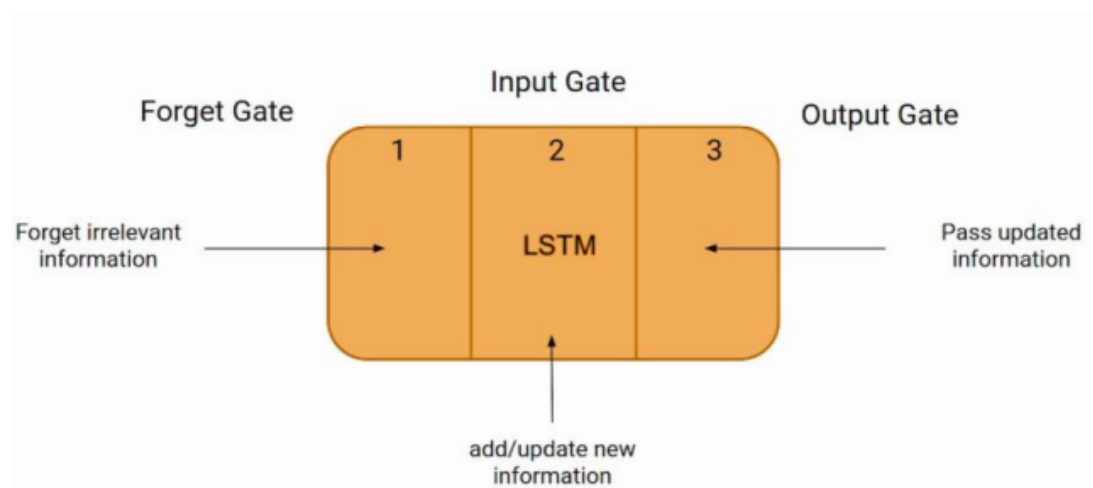 Input Gate
Forget Gate
Output Gate
1
2
3
Forget irrelevant
information
LSTM
Pass updated
information
add/update new
information